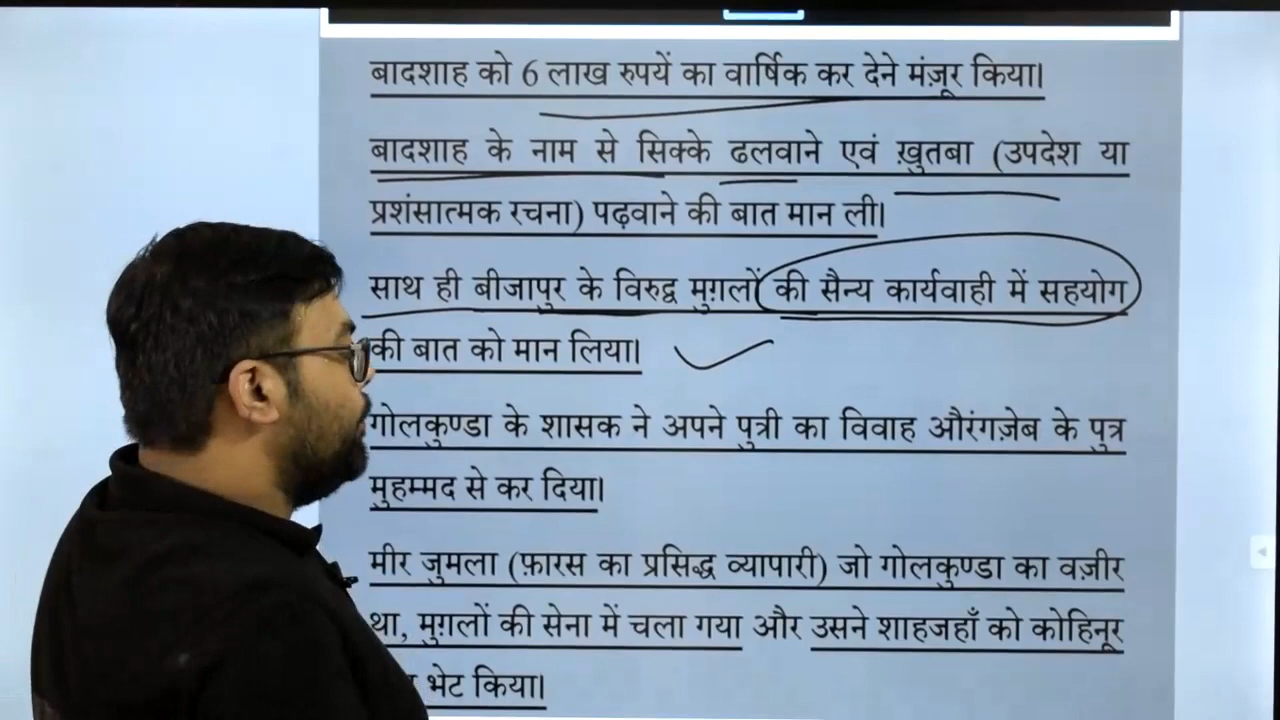 बादशाह को 6 लाख रुपयें का वार्षिक कर देने मंज़ूर किया।
बादशाह के नाम से सिक्के ढलवाने एवं ख़ुतबा (उपदेश या
प्रशंसात्मक रचना) पढ़वाने की बात मान ली।
साथ ही बीजापुर के विरुद्ध मुग़लों की सैन्य कार्यवाही में सहयोग
की बात को मान लिया।
गोलकुण्डा के शासक ने अपने पुत्री का विवाह औरंगज़ेब के पुत्र
मुहम्मद से कर दिया।
मीर जुमला (फ़ारस का प्रसिद्ध व्यापारी) जो गोलकुण्डा का वज़ीर
था, मुग़लों की सेना में चला गया और उसने शाहजहाँ को कोहिनूर
भेट किया।